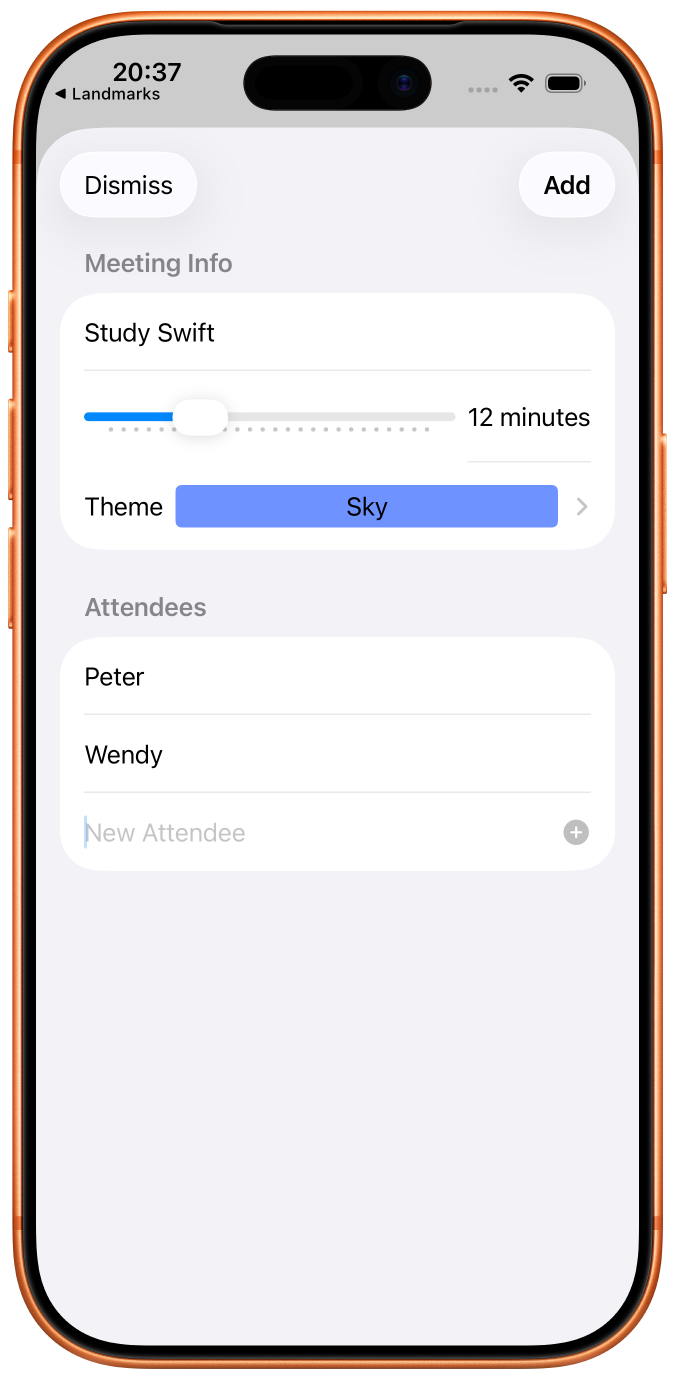 20:37
◀ Landmarks
Dismiss
Add
Meeting Info
Study Swift
12 minutes
Theme
Sky
Attendees
Peter
Wendy
New Attendee